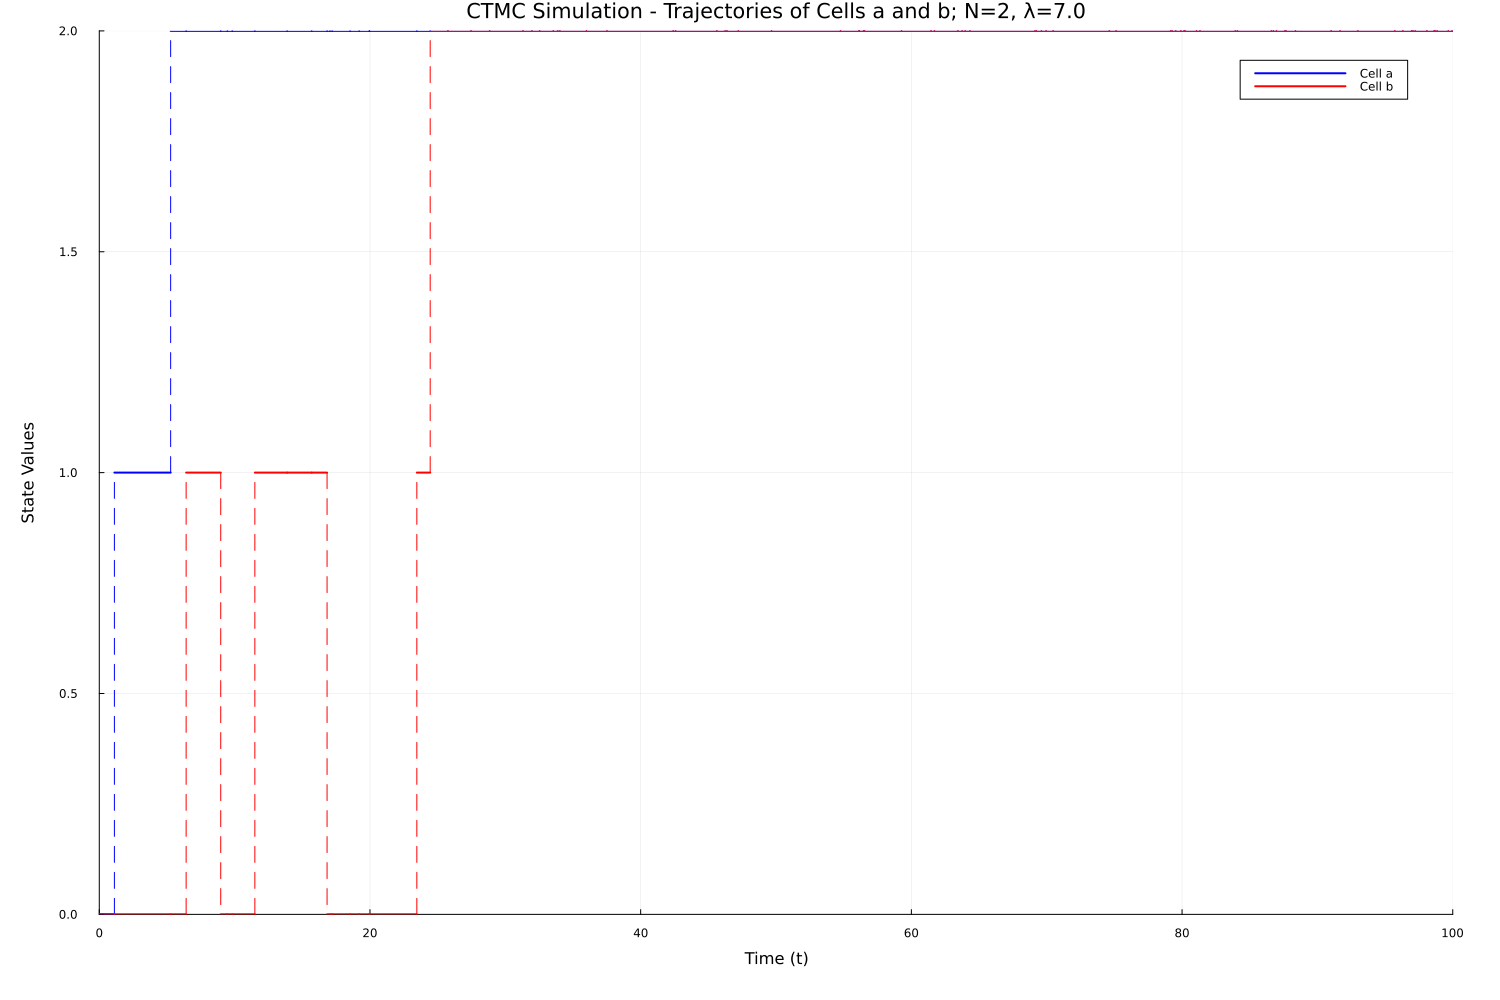 CTMC Simulation - Trajectories of Cells a and b; N=2, λ=7.0
2.0
Cell a
Cell b
1.5
1.0
State Values
0.5
0.0
0 20 40 60 80 100
Time (t)